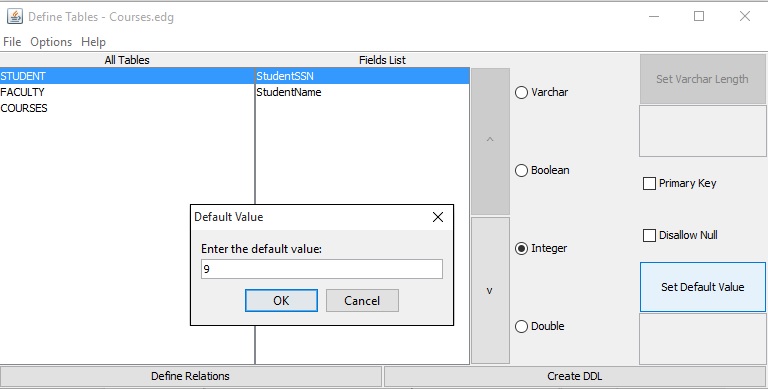 Define Tables - Courses.edg
File Options Help
All Tables Fields List
STUDENT StudentSSN
FACULTY StudentName
COURSES
^
v
Varchar
Boolean
Integer
Double
Set Varchar Length
Primary Key
Disallow Null
Set Default Value
Default Value
Enter the default value:
9
OK Cancel
Define Relations Create DDL